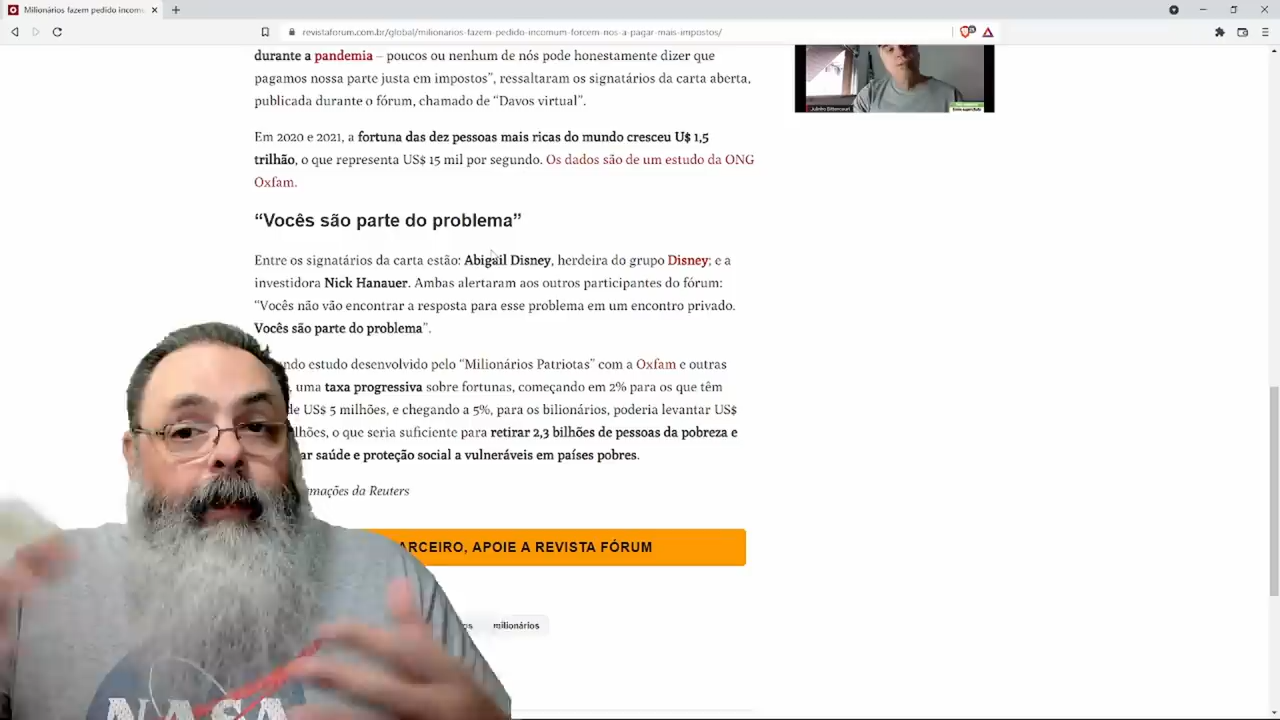 Milionários fazem pedido incomu
revistaforum.com.br/global/milionarios-fazem-pedido-incomum-forcem-nos-a-pagar-mais-impostos/
durante a pandemia – poucos ou nenhum de nós pode honestamente dizer que
pagamos nossa parte justa em impostos”, ressaltaram os signatários da carta aberta,
publicada durante o fórum, chamado de “Davos virtual”.
Em 2020 e 2021, a fortuna das dez pessoas mais ricas do mundo cresceu U$ 1,5
trilhão, o que representa US$ 15 mil por segundo. Os dados são de um estudo da ONG
Oxfam.
“Vocês são parte do problema”
Entre os signatários da carta estão: Abigail Disney, herdeira do grupo Disney; e a
investidora Nick Hanauer. Ambas alertaram aos outros participantes do fórum:
“Vocês não vão encontrar a resposta para esse problema em um encontro privado.
Vocês são parte do problema”.
ndo estudo desenvolvido pelo “Milionários Patriotas” com a Oxfam e outras
, uma taxa progressiva sobre fortunas, começando em 2% para os que têm
de US$ 5 milhões, e chegando a 5%, para os bilionários, poderia levantar US$
lhões, o que seria suficiente para retirar 2,3 bilhões de pessoas da pobreza e
ar saúde e proteção social a vulneráveis em países pobres.
mações da Reuters
ARCEIRO, APOIE A REVISTA FÓRUM
os milionários
NASA